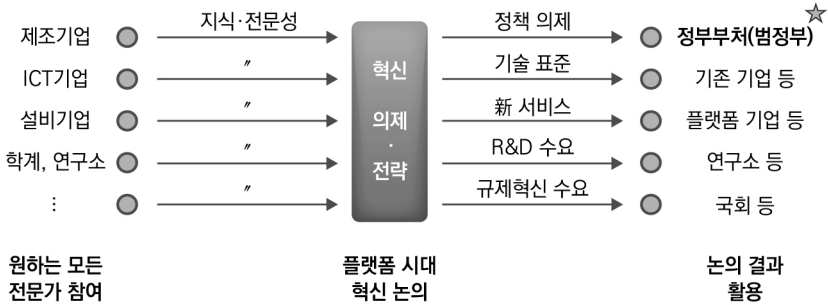 제조기업 지식·전문성 정책 의제 정부부처(범정부)
ICT기업 〃 기술 표준 기존 기업 등
설비기업 〃 新 서비스 플랫폼 기업 등
학계, 연구소 〃 R&D 수요 연구소 등
⋮ 〃 규제혁신 수요 국회 등
혁신
의제
·
전략
원하는 모든
전문가 참여
플랫폼 시대
혁신 논의
논의 결과
활용